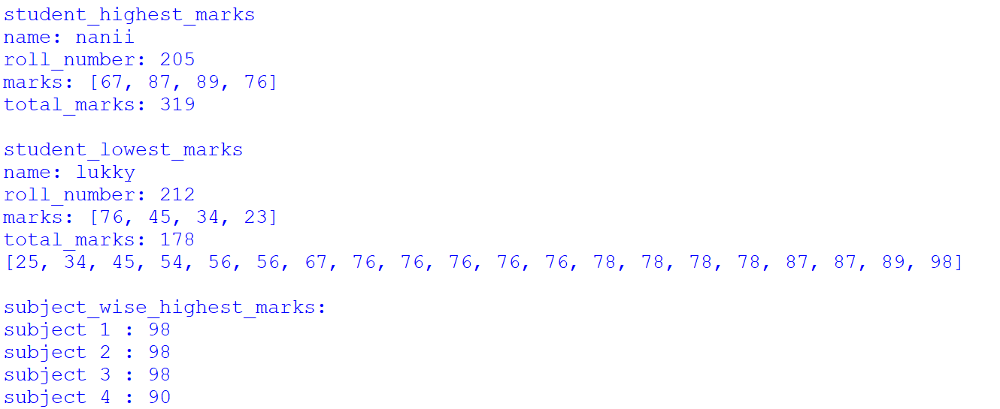 student_highest_marks
name: nanii
roll_number: 205
marks: [67, 87, 89, 76]
total_marks: 319
student_lowest_marks
name: lukky
roll_number: 212
marks: [76, 45, 34, 23]
total_marks: 178
[25, 34, 45, 54, 56, 56, 67, 76, 76, 76, 76, 76, 78, 78, 78, 78, 87, 87, 89, 98]
subject_wise_highest_marks:
subject 1 : 98
subject 2 : 98
subject 3 : 98
subject 4 : 90